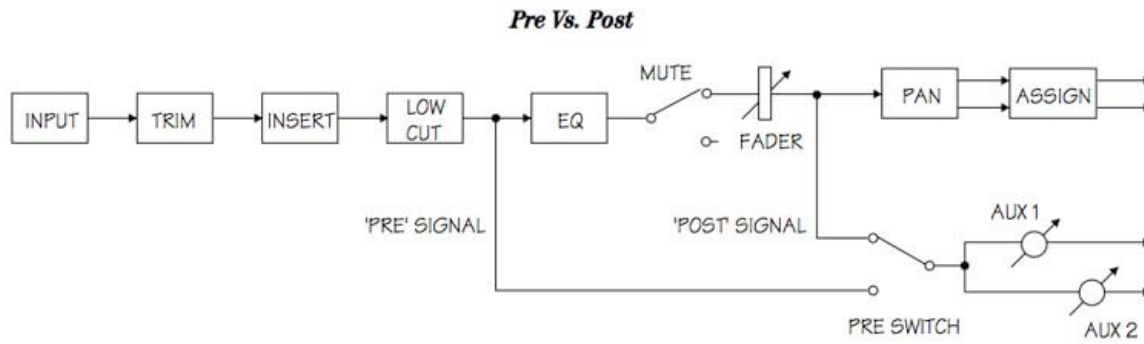 Pre Vs. Post
MUTE
INPUT
TRIM
INSERT
LOW
CUT
EQ
FADER
PAN
ASSIGN
'PRE' SIGNAL
'POST' SIGNAL
AUX 1
PRE SWITCH
AUX 2